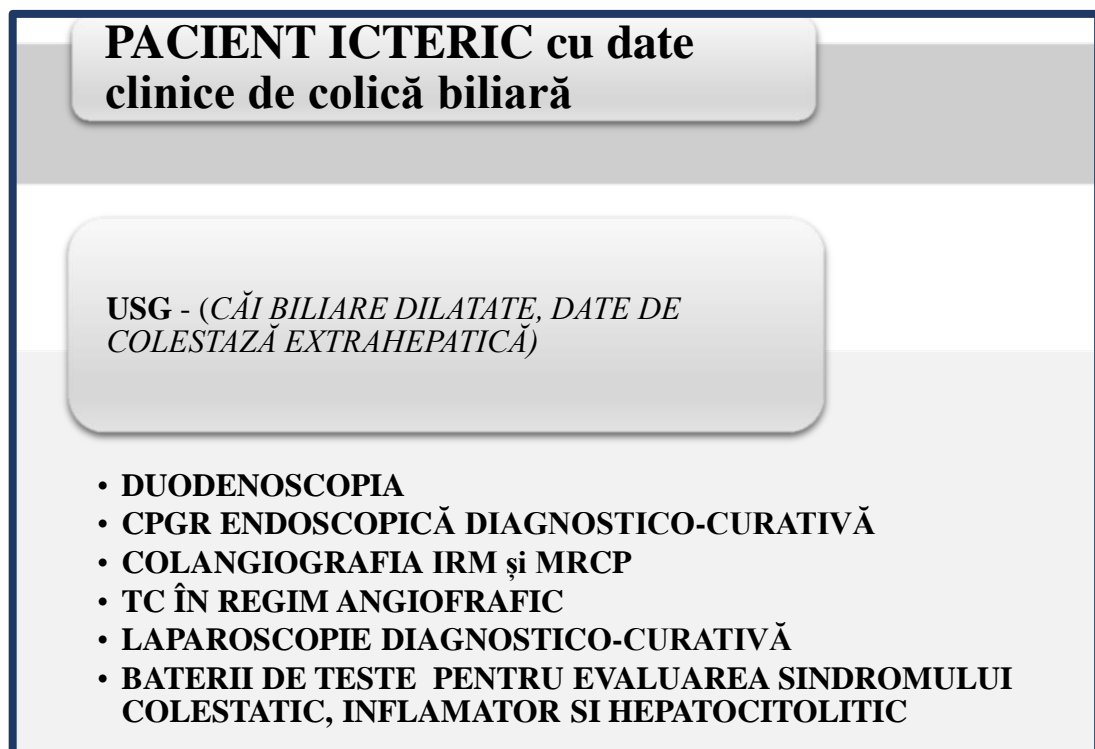 PACIENT ICTERIC cu date
clinice de colică biliară
USG - (CĂI BILIARE DILATATE, DATE DE
COLESTAZĂ EXTRAHEPATICĂ)
• DUODENOSCOPIA
• CPGR ENDOSCOPICĂ DIAGNOSTICO-CURATIVĂ
• COLANGIOGRAFIA IRM și MRCP
• TC ÎN REGIM ANGIOFRAFIC
• LAPAROSCOPIE DIAGNOSTICO-CURATIVĂ
• BATERII DE TESTE PENTRU EVALUAREA SINDROMULUI
COLESTATIC, INFLAMATOR SI HEPATOCITOLITIC